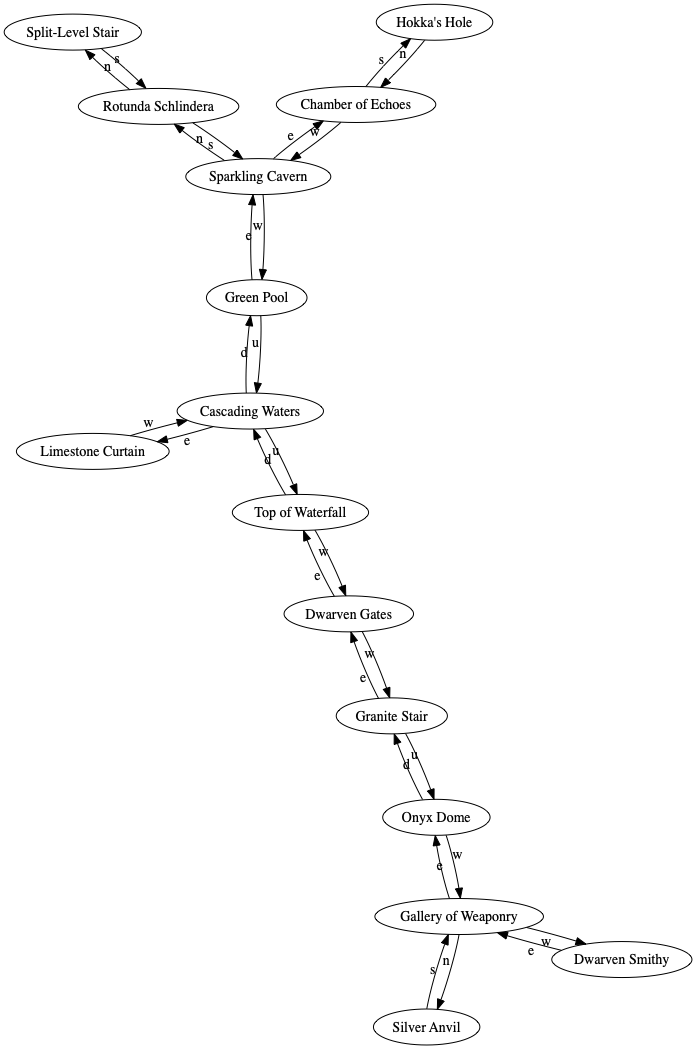 Hokka's Hole
Split-Level Stair
s
s
n
n
Rotunda Schlindera
Chamber of Echoes
e
w
n
s
Sparkling Cavern
w
e
Green Pool
u
d
Cascading Waters
w
e
Limestone Curtain
u
d
Top of Waterfall
w
e
Dwarven Gates
w
e
Granite Stair
u
d
Onyx Dome
w
e
Gallery of Weaponry
w
e
Dwarven Smithy
n
s
Silver Anvil